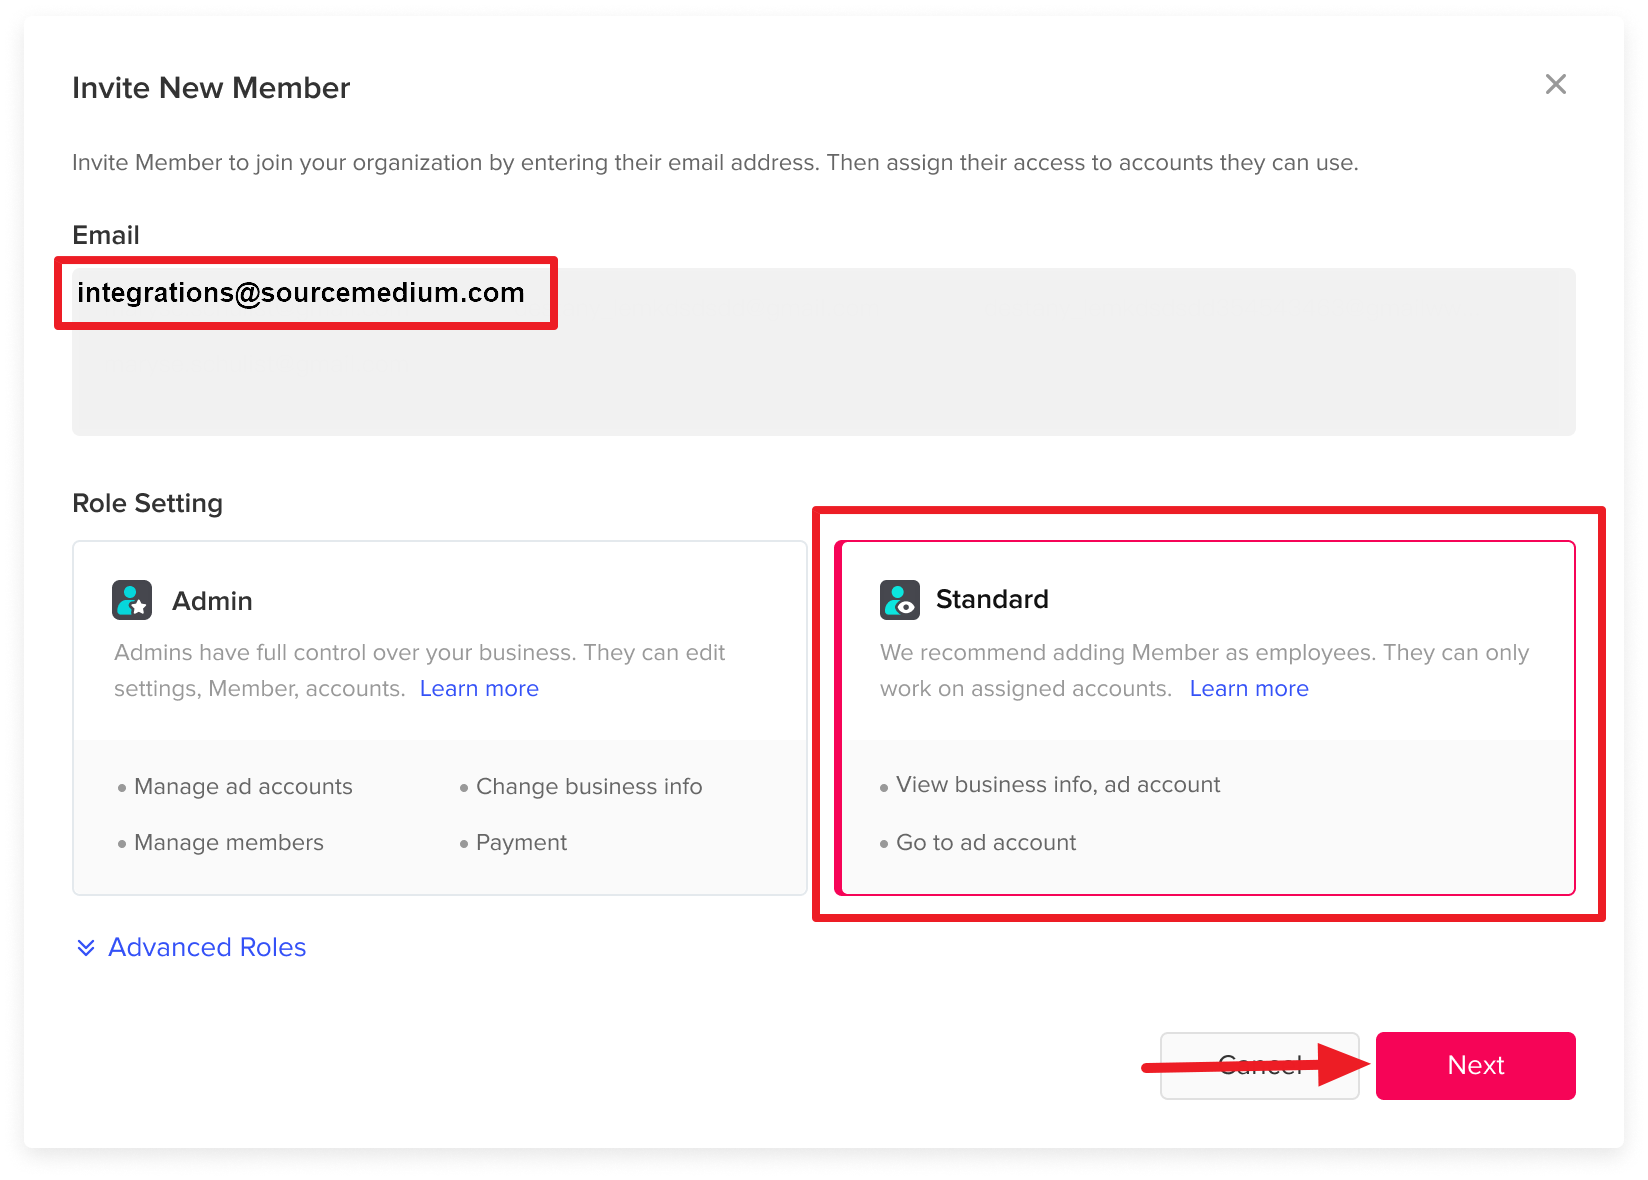 Invite New Member
Invite Member to join your organization by entering their email address. Then assign their access to accounts they can use.
Email
integrations@sourcemedium.com
Role Setting
Admin
Admins have full control over your business. They can edit
settings, Member, accounts. Learn more
Manage ad accounts
Change business info
Manage members
Payment
Standard
We recommend adding Member as employees. They can only
work on assigned accounts. Learn more
View business info, ad account
Go to ad account
Advanced Roles
Cancel
Next